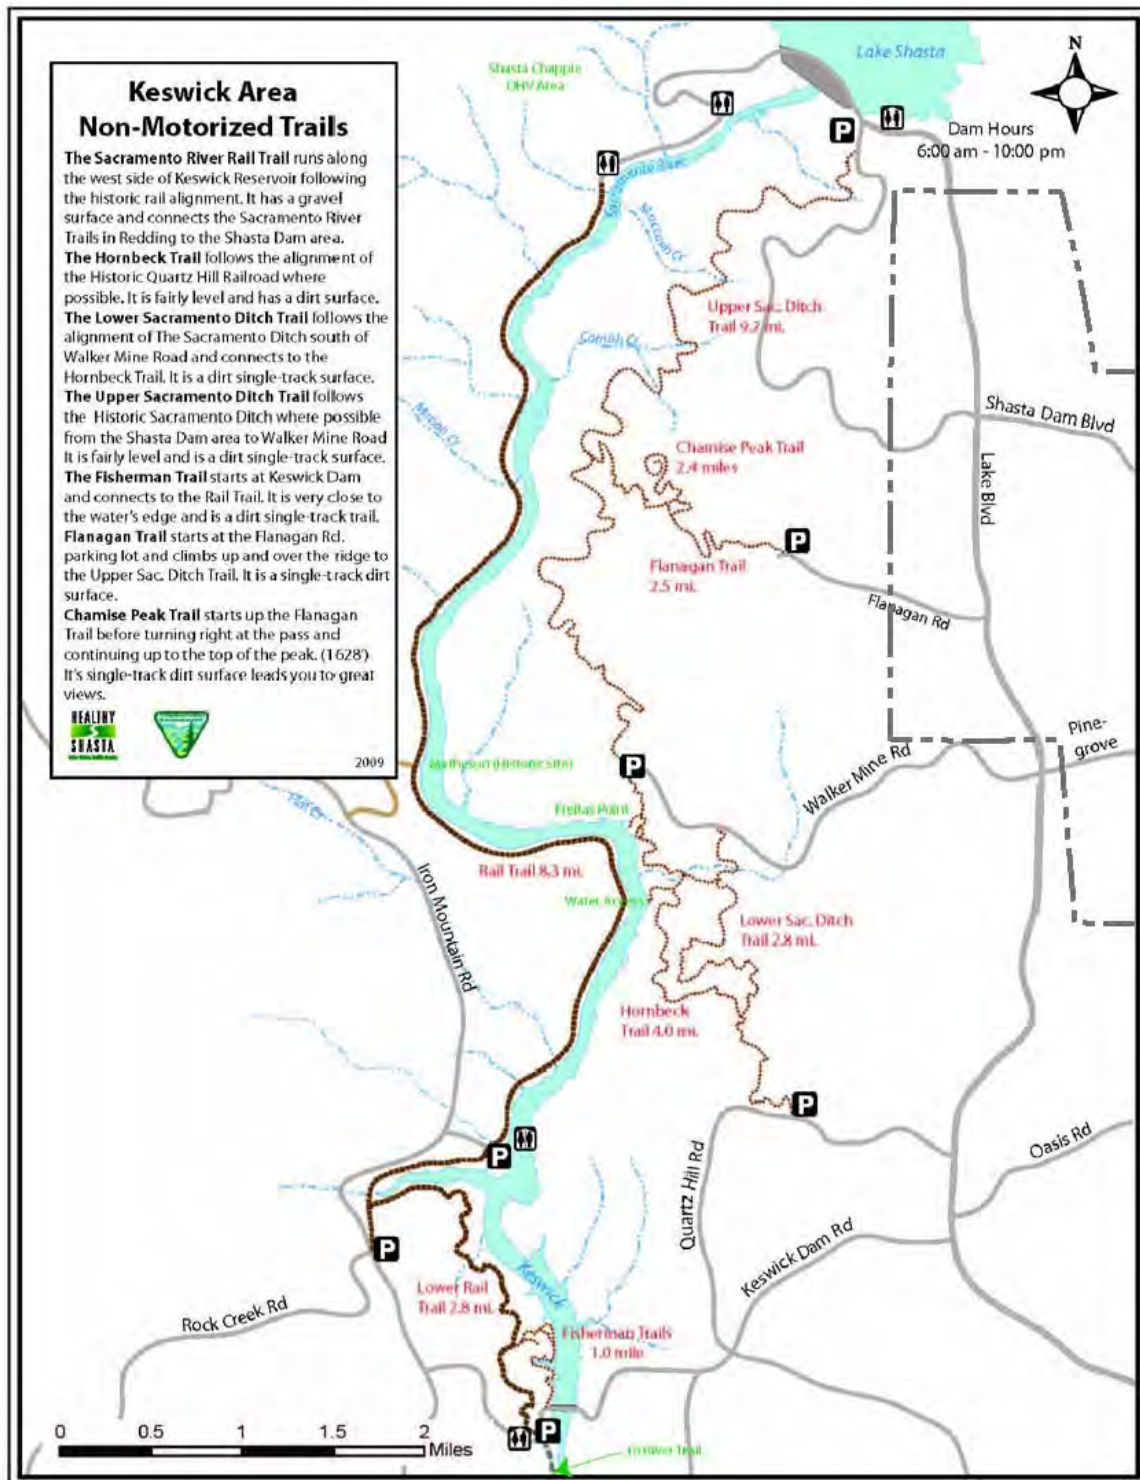 Keswick Area
Non-Motorized Trails
The Sacramento River Rail Trail runs along
the west side of Keswick Reservoir following
the historic rail alignment. It has a gravel
surface and connects the Sacramento River
Trails in Redding to the Shasta Dam area.
The Hornbeck Trail follows the alignment of
the Historic Quartz Hill Railroad where
possible. It is fairly level and has a dirt surface.
The Lower Sacramento Ditch Trail follows the
alignment of The Sacramento Ditch south of
Walker Mine Road and connects to the
Hornbeck Trail. It is a dirt single-track surface.
The Upper Sacramento Ditch Trail follows
the Historic Sacramento Ditch where possible
from the Shasta Dam area to Walker Mine Road
It is fairly level and is a dirt single-track surface.
The Fisherman Trail starts at Keswick Dam
and connects to the Rail Trail. It is very close to
the water's edge and is a dirt single-track trail.
Flanagan Trail starts at the Flanagan Rd.
parking lot and climbs up and over the ridge to
the Upper Sac. Ditch Trail. It is a single-track dirt
surface.
Chamise Peak Trail starts up the Flanagan
Trail before turning right at the pass and
continuing up to the top of the peak. (1628')
It's single-track dirt surface leads you to great
views.
HEALTHY
SHASTA
2009
Shasta Chappie
OHV Area
Lake Shasta
N
P
Dam Hours
6:00 am - 10:00 pm
Sacramento River
Moccasin Cr
Upper Sac. Ditch
Trail 9.2 mi.
Motion Cr
Shasta Dam Blvd
Chamise Peak Trail
2.4 miles
Lake Blvd
P
Flanagan Trail
2.5 mi.
Flanagan Rd
Pine-
grove
Walker Mine Rd
P
Matheson (Historic Site)
Freitas Point
Rail Trail 8.3 mi.
Iron Mountain Rd
Water Access
Lower Sac. Ditch
Trail 2.8 mi.
Hornbeck
Trail 4.0 mi.
P
Oasis Rd
Quartz Hill Rd
P
P
Keswick Dam Rd
Keswick
Lower Rail
Trail 2.8 mi.
Rock Creek Rd
Fisherman Trails
1.0 mile
P
To River Trail
0 0.5 1 1.5 2
Miles